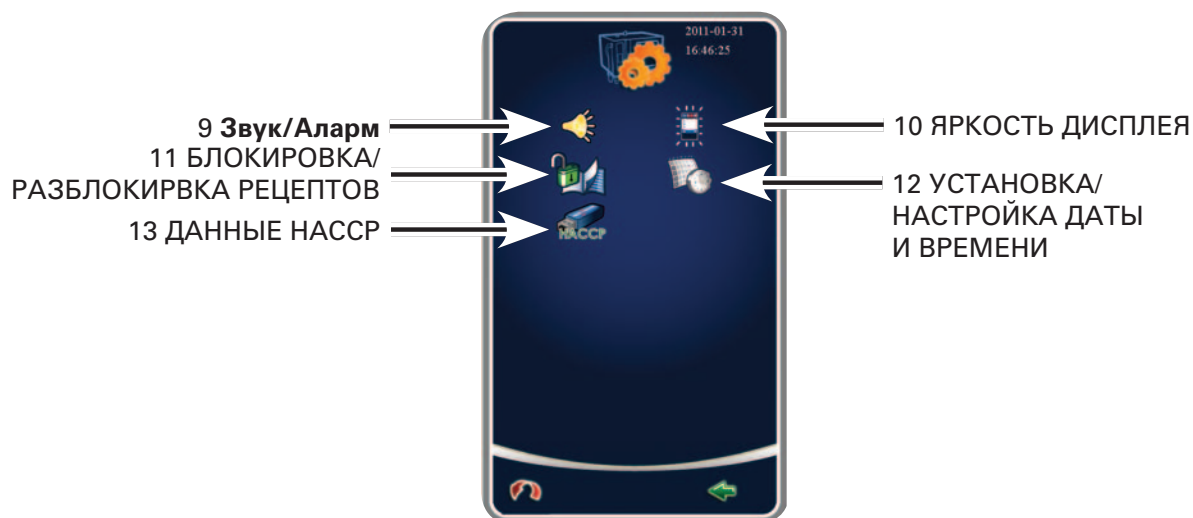 2011-01-31
16:46:25
9 Звук/Аларм
10 ЯРКОСТЬ ДИСПЛЕЯ
11 БЛОКИРОВКА/
РАЗБЛОКИРВКА РЕЦЕПТОВ
12 УСТАНОВКА/
НАСТРОЙКА ДАТЫ
И ВРЕМЕНИ
13 ДАННЫЕ НАССР
HACCP